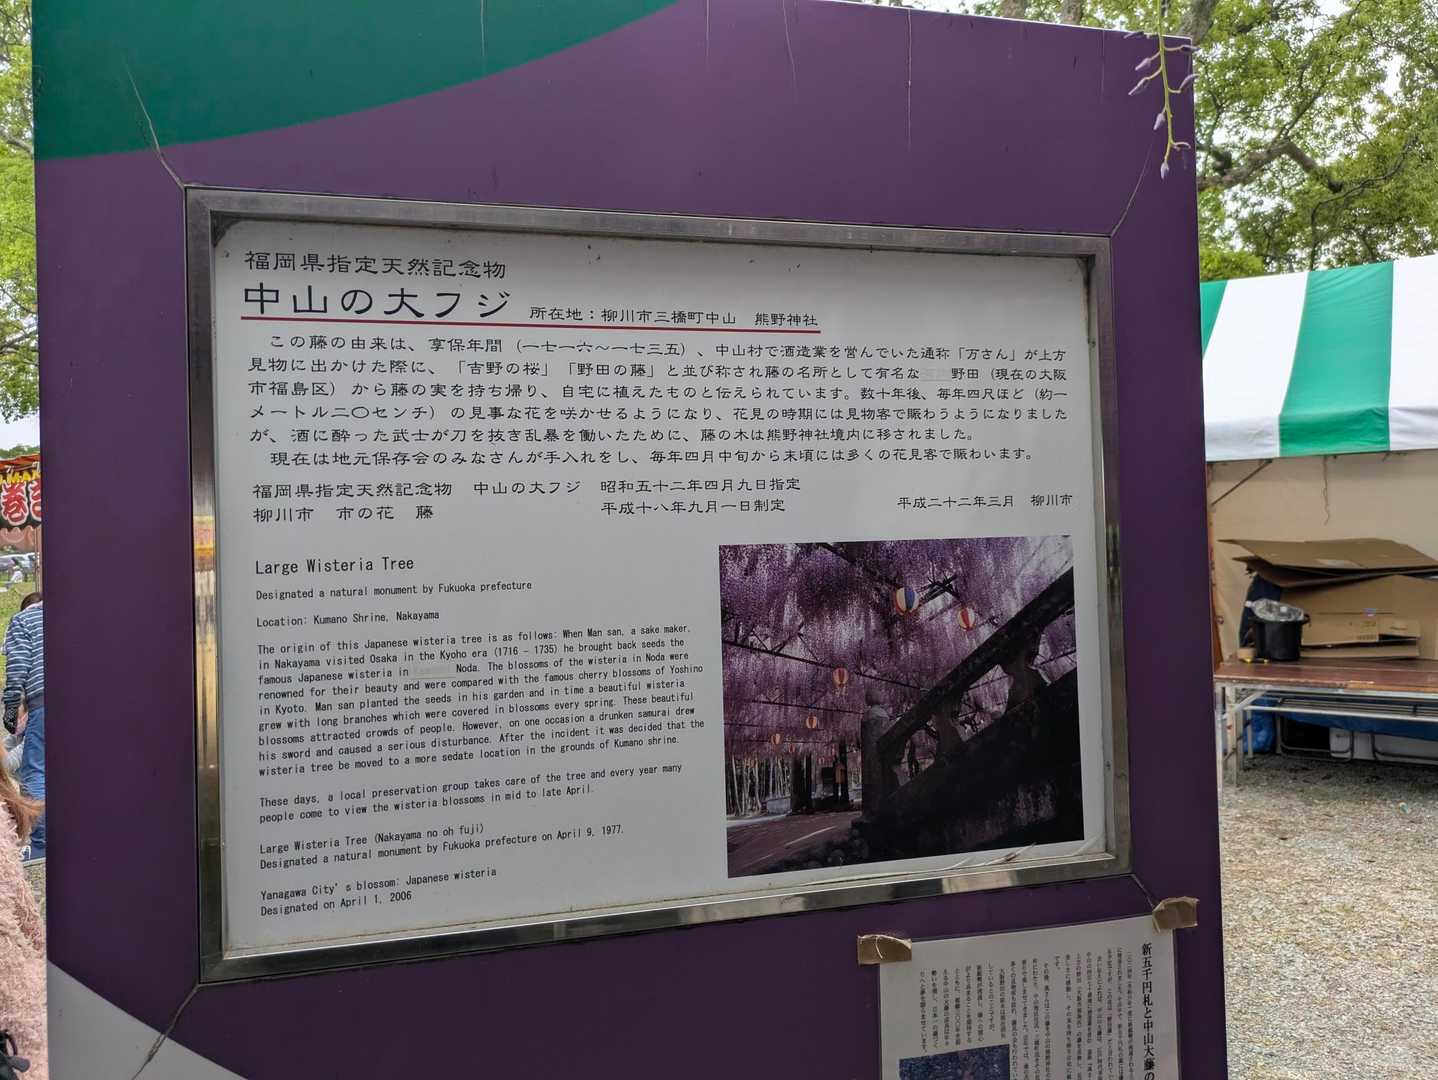 福岡県指定天然記念物
中山の大フジ 所在地：柳川市三橋町中山 熊野神社
この藤の由来は、享保年間（一七一六～一七三五）、中山村で酒造業を営んでいた通称「万さん」が上方
見物に出かけた際に、「吉野の桜」「野田の藤」と並び称され藤の名所として有名な 野田（現在の大阪
市福島区）から藤の実を持ち帰り、自宅に植えたものと伝えられています。数十年後、毎年四尺ほど（約一
メートル二〇センチ）の見事な花を咲かせるようになり、花見の時期には見物客で賑わうようになりました
が、酒に酔った武士が刀を抜き乱暴を働いたために、藤の木は熊野神社境内に移されました。
現在は地元保存会のみなさんが手入れをし、毎年四月中旬から末頃には多くの花見客で賑わいます。
福岡県指定天然記念物 中山の大フジ 昭和五十二年四月九日指定
柳川市 市の花 藤 平成十八年九月一日制定 平成二十二年三月 柳川市
Large Wisteria Tree
Designated a natural monument by Fukuoka prefecture
Location: Kumano Shrine, Nakayama
The origin of this Japanese wisteria tree is as follows: When Man san, a sake maker,
in Nakayama visited Osaka in the Kyoho era (1716 - 1735) he brought back seeds the
famous Japanese wisteria in Noda. The blossoms of the wisteria in Noda were
renowned for their beauty and were compared with the famous cherry blossoms of Yoshino
in Kyoto. Man san planted the seeds in his garden and in time a beautiful wisteria
grew with long branches which were covered in blossoms every spring. These beautiful
blossoms attracted crowds of people. However, on one occasion a drunken samurai drew
his sword and caused a serious disturbance. After the incident it was decided that the
wisteria tree be moved to a more sedate location in the grounds of Kumano shrine.
These days, a local preservation group takes care of the tree and every year many
people come to view the wisteria blossoms in mid to late April.
Large Wisteria Tree (Nakayama no oh fuji)
Designated a natural monument by Fukuoka prefecture on April 9, 1977.
Yanagawa City's blossom: Japanese wisteria
Designated on April 1, 2006
新五千円札と中山大藤の